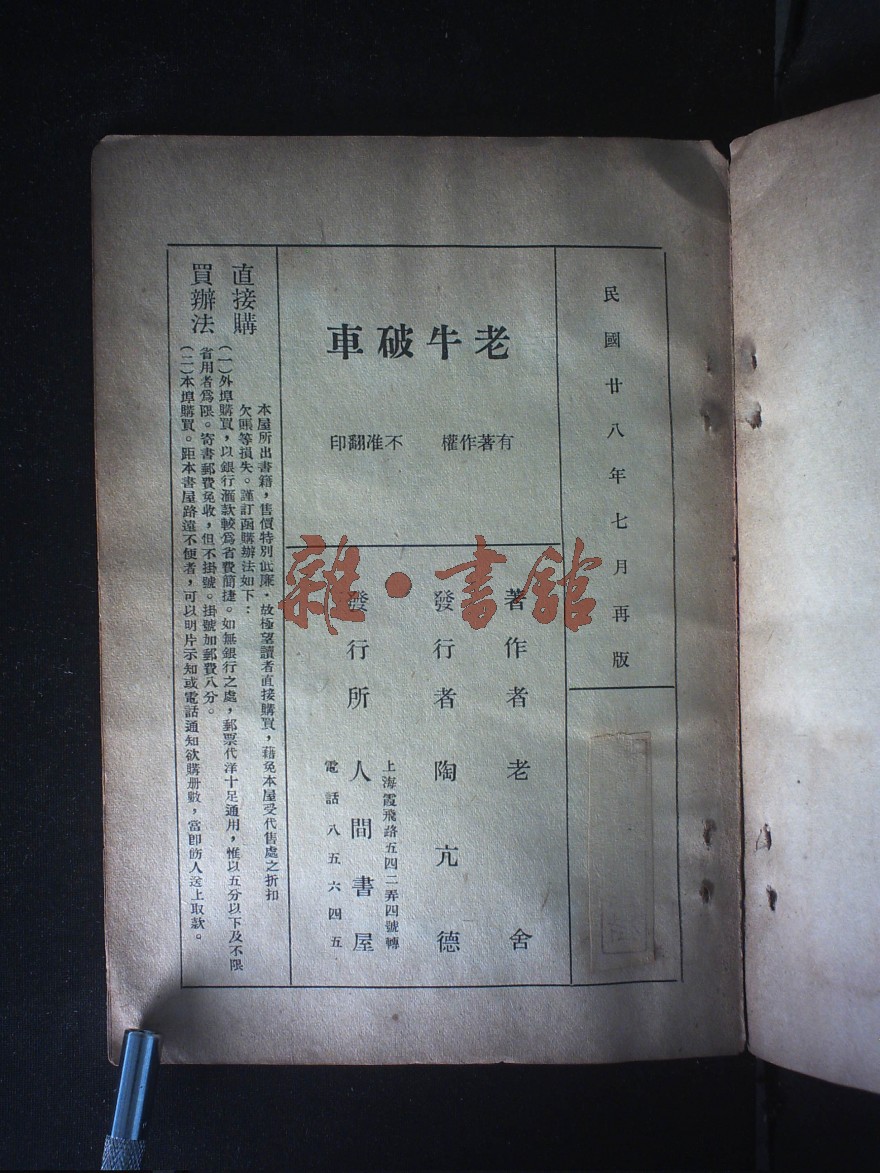 民國廿八年七月再版
老牛破車
有著作權　不准翻印
著作者　老舍
發行者　陶亢德
發行所　人間書屋
上海霞飛路五四二弄四號轉
電話八五六四五
直接購買辦法
本屋所出書籍，售價特別低廉，故極望讀者直接購買，藉免本屋受代售處之折扣
欠賬等損失。謹訂函購辦法如下：
（一）外埠購買，以銀行滙款較爲省費簡捷。如無銀行之處，郵票代洋十足通用，惟以五分以下及不限
省用者爲限。寄書郵費免收，但不掛號。掛號加郵費八分。
（二）本埠購買。距本書屋路遠不便者，可以明片示知或電話通知欲購册數，當卽飭人送上取款。
雜·書館